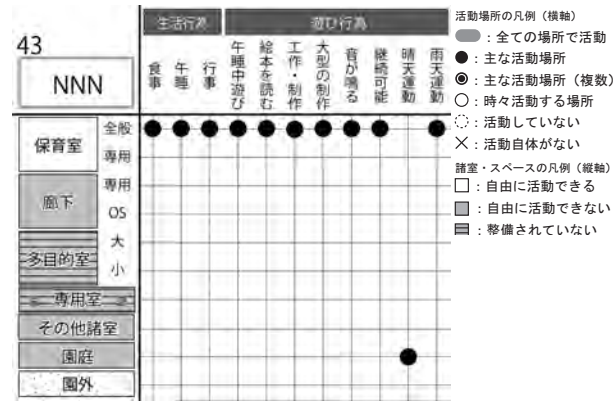 43
NNN
生活行為
遊び行為
食事
午睡
行事
午睡中遊び
絵本を読む
工作・制作
大型の制作
音が鳴る
継続可能
晴天運動
雨天運動
保育室
全般
専用
廊下
専用
OS
多目的室
大
小
専用室
その他諸室
園庭
園外
活動場所の凡例（横軸）
：全ての場所で活動
：主な活動場所
：主な活動場所（複数）
：時々活動する場所
：活動していない
：活動自体がない
諸室・スペースの凡例（縦軸）
：自由に活動できる
：自由に活動できない
：整備されていない